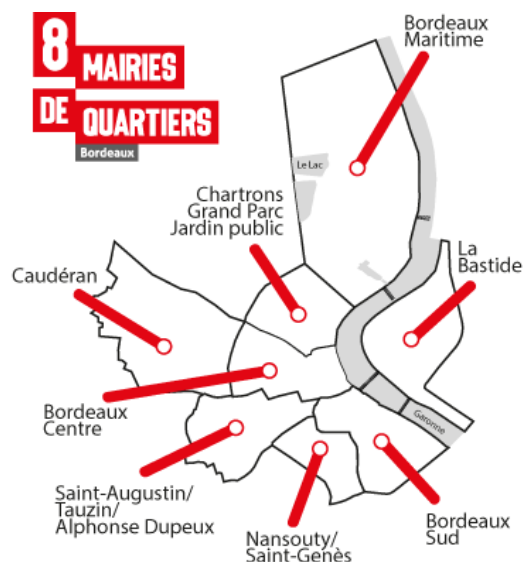 8 MAIRIES
DE QUARTIERS
Bordeaux
Bordeaux
Maritime
Le Lac
Chartrons
Grand Parc
Jardin public
La
Bastide
Caudéran
Bordeaux
Centre
Garonne
Saint-Augustin/
Tauzin/
Alphonse Dupeux
Nansouty/
Saint-Genès
Bordeaux
Sud